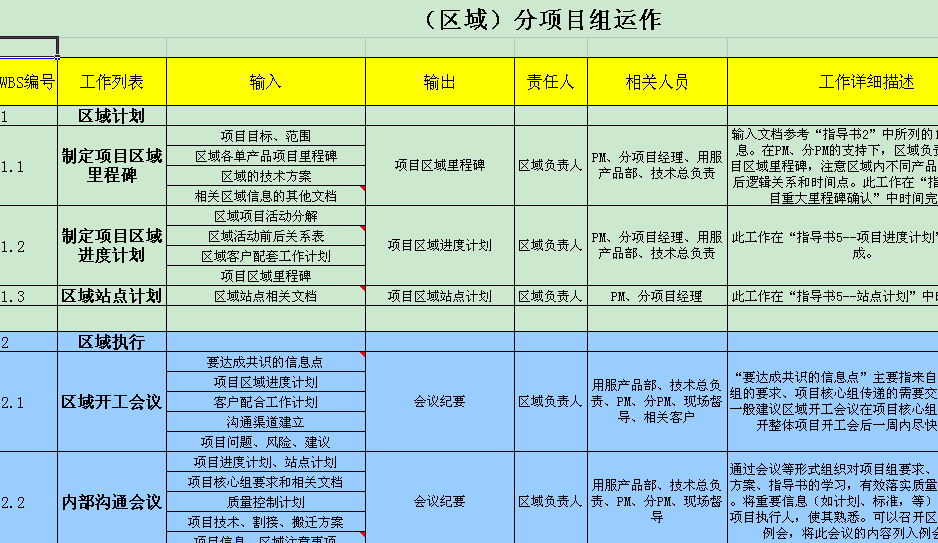 （区域）分项目组运作
WBS编号 工作列表 输入 输出 责任人 相关人员 工作详细描述
1 区域计划
1.1 制定项目区域
里程碑
项目目标、范围
区域各单产品项目里程碑
区域的技术方案
相关区域信息的其他文档
项目区域里程碑
区域负责人
PM、分项目经理、用服
产品部、技术总负责
输入文档参考“指导书2”中所列的1
息。在PM、分PM的支持下，区域负
目区域里程碑，注意区域内不同产品
后逻辑关系和时间点。此工作在“指
目重大里程碑确认”中时间完
1.2 制定项目区域
进度计划
区域项目活动分解
区域活动前后关系表
区域客户配套工作计划
项目区域里程碑
项目区域进度计划
区域负责人
PM、分项目经理、用服
产品部、技术总负责
此工作在“指导书5--项目进度计划”
成。
1.3 区域站点计划 区域站点相关文档 项目区域站点计划 区域负责人 PM、分项目经理 此工作在“指导书5--站点计划”中
2 区域执行
2.1 区域开工会议
要达成共识的信息点
项目区域进度计划
客户配合工作计划
沟通渠道建立
项目问题、风险、建议
会议纪要
区域负责人
用服产品部、技术总负
责、PM、分PM、现场督
导、相关客户
“要达成共识的信息点”主要指来自
组的要求、项目核心组传递的需要交
一般建议区域开工会议在项目核心组
开整体项目开工会后一周内尽快
2.2 内部沟通会议
项目进度计划、站点计划
项目核心组要求和相关文档
质量控制计划
项目技术、割接、搬迁方案
项目信息、区域注意事项
会议纪要
区域负责人
用服产品部、技术总负
责、PM、分PM、现场督
导
通过会议等形式组织对项目组要求、
方案、指导书的学习，有效落实质量
。将重要信息（如计划、标准，等）
项目执行人，使其熟悉。可以召开区
例会，将此会议的内容列入例会